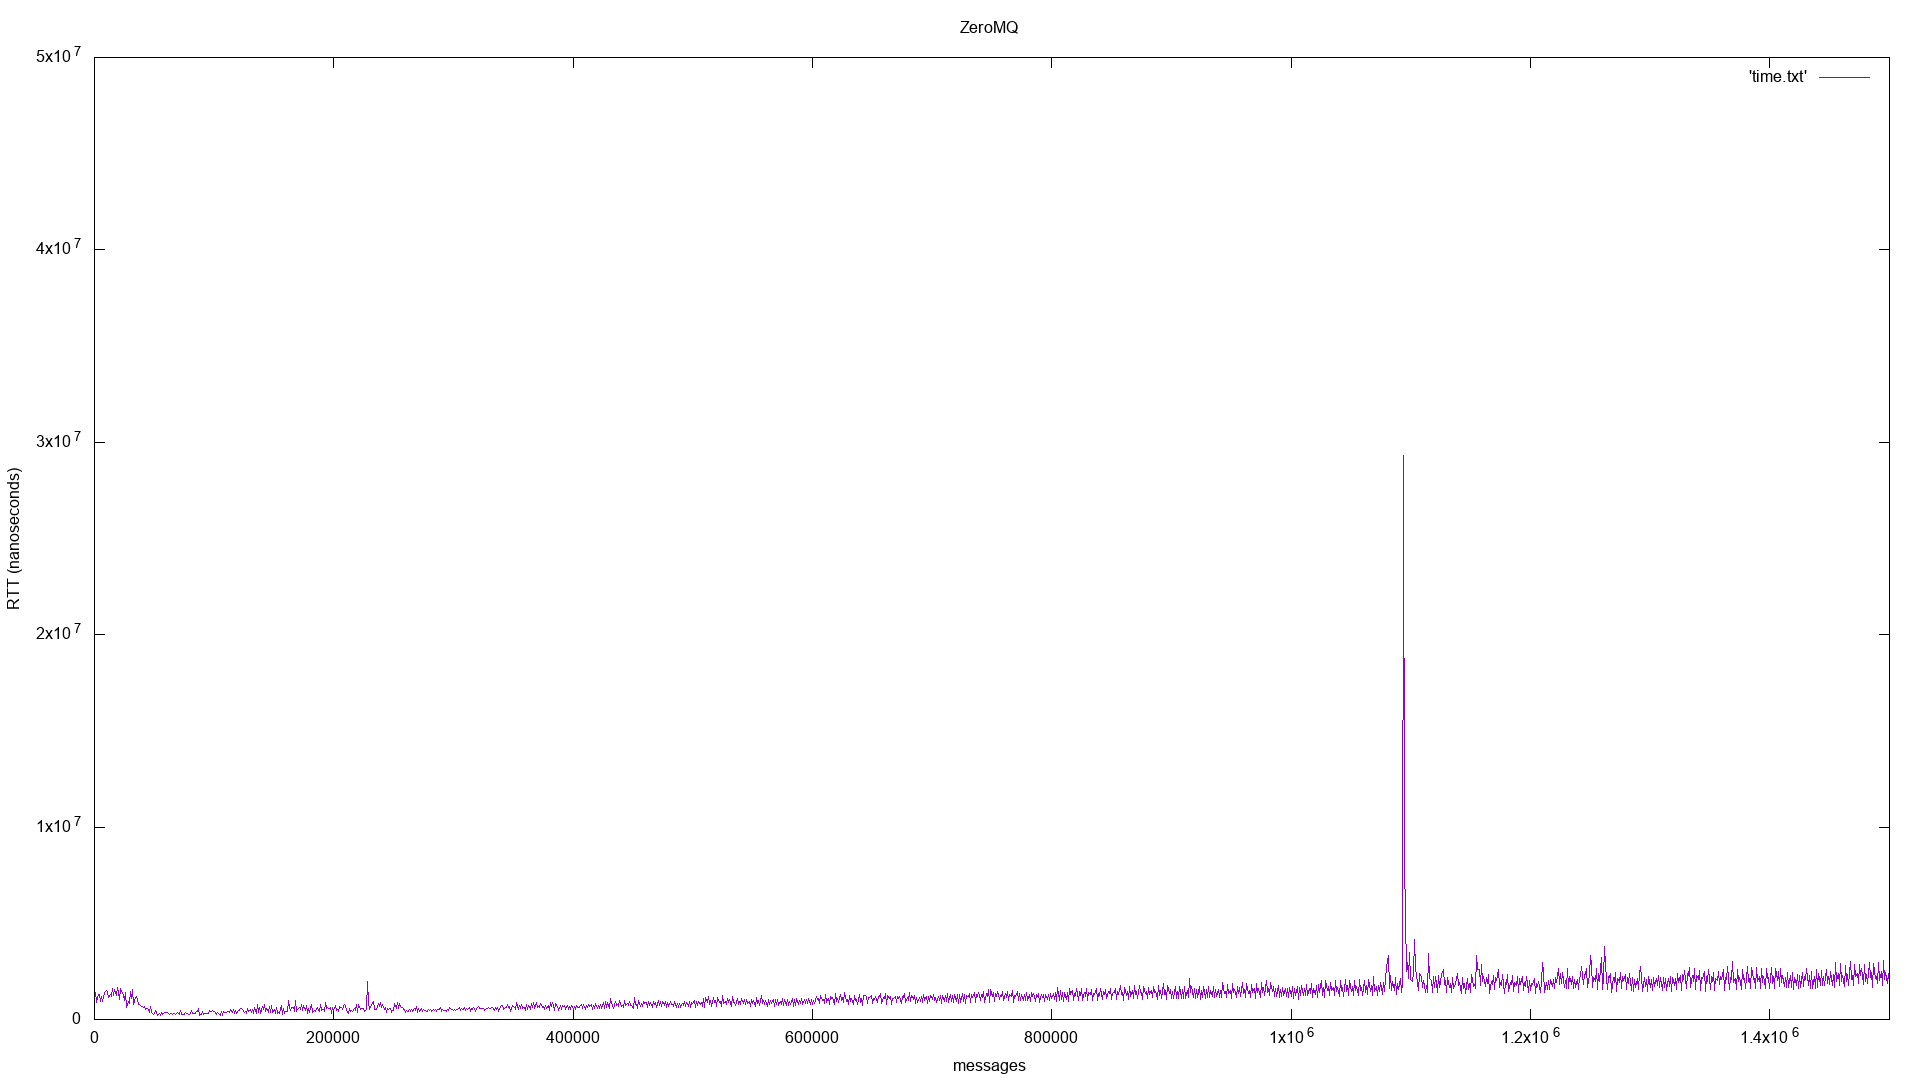 ZeroMQ
5x10^7
'time.txt'
4x10^7
3x10^7
2x10^7
1x10^7
0
RTT (nanoseconds)
0 200000 400000 600000 800000 1x10^6 1.2x10^6 1.4x10^6
messages